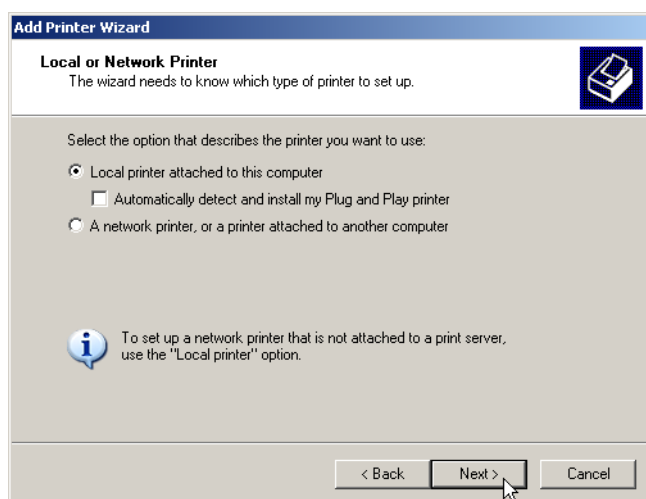 Add Printer Wizard
Local or Network Printer
The wizard needs to know which type of printer to set up.
Select the option that describes the printer you want to use:
Local printer attached to this computer
Automatically detect and install my Plug and Play printer
A network printer, or a printer attached to another computer
To set up a network printer that is not attached to a print server,
use the "Local printer" option.
< Back
Next >
Cancel